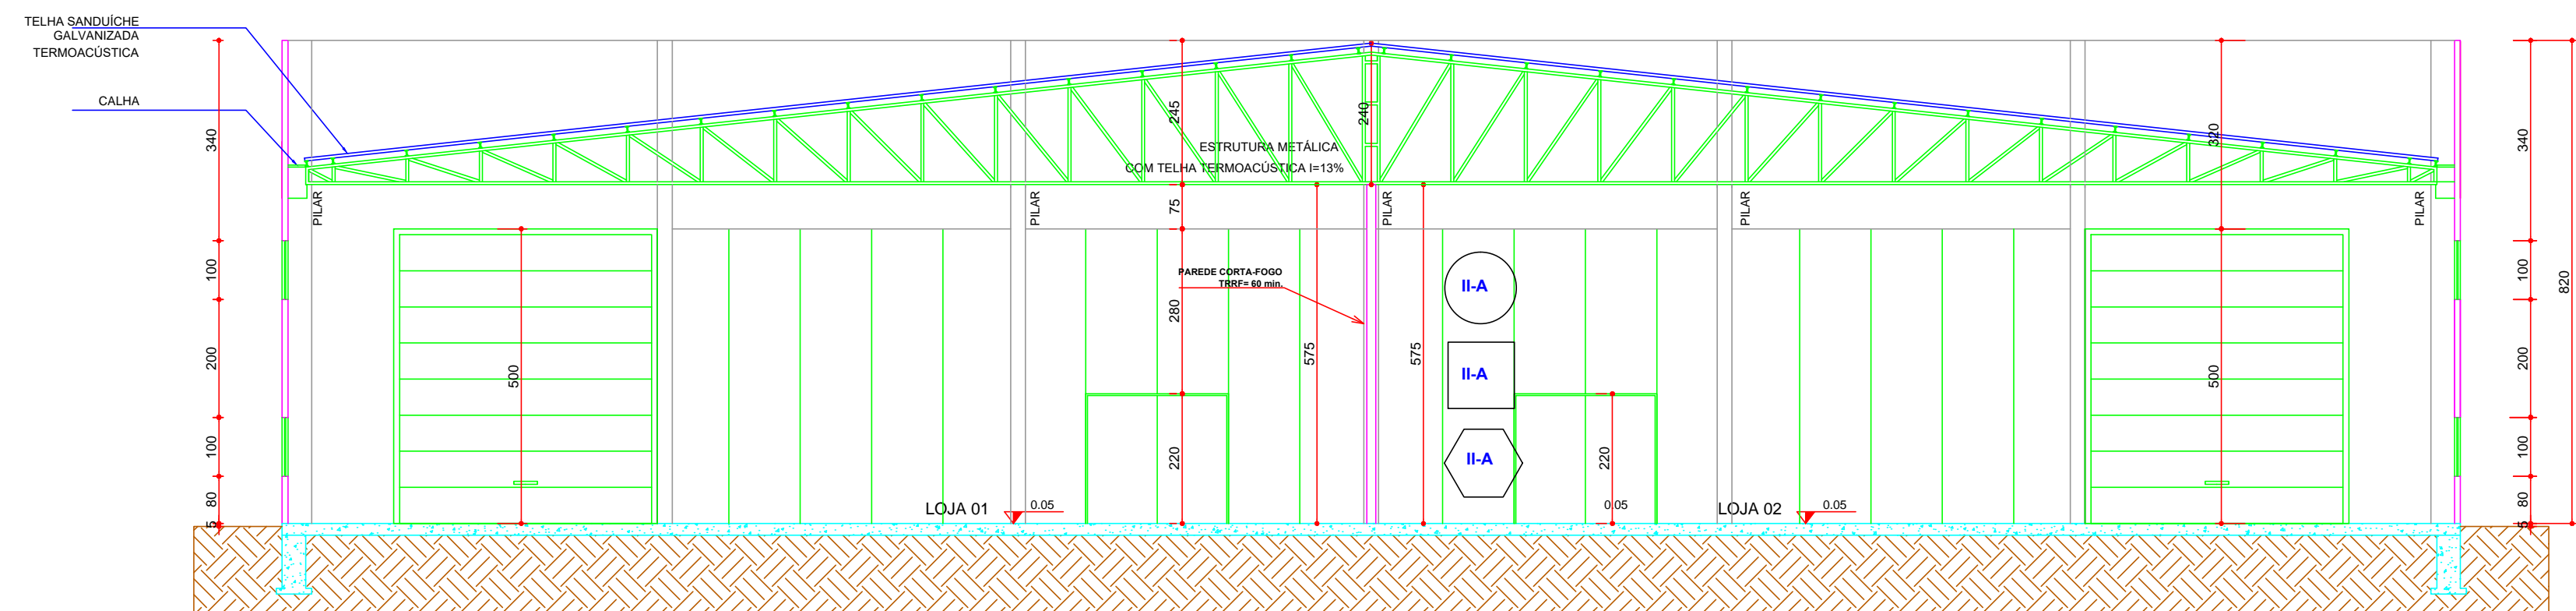 TELHA SANDUÍCHE
GALVANIZADA
TERMOACÚSTICA
CALHA
340
100
200
100
80
5
PILAR
500
LOJA 01
0.05
PILAR
245
75
280
220
ESTRUTURA METÁLICA
COM TELHA TERMOACÚSTICA I=13%
240
PAREDE CORTA-FOGO
TRRF= 60 min.
575
PILAR
575
II-A
II-A
II-A
220
0.05
LOJA 02
0.05
PILAR
320
500
PILAR
340
100
200
100
80
5
820